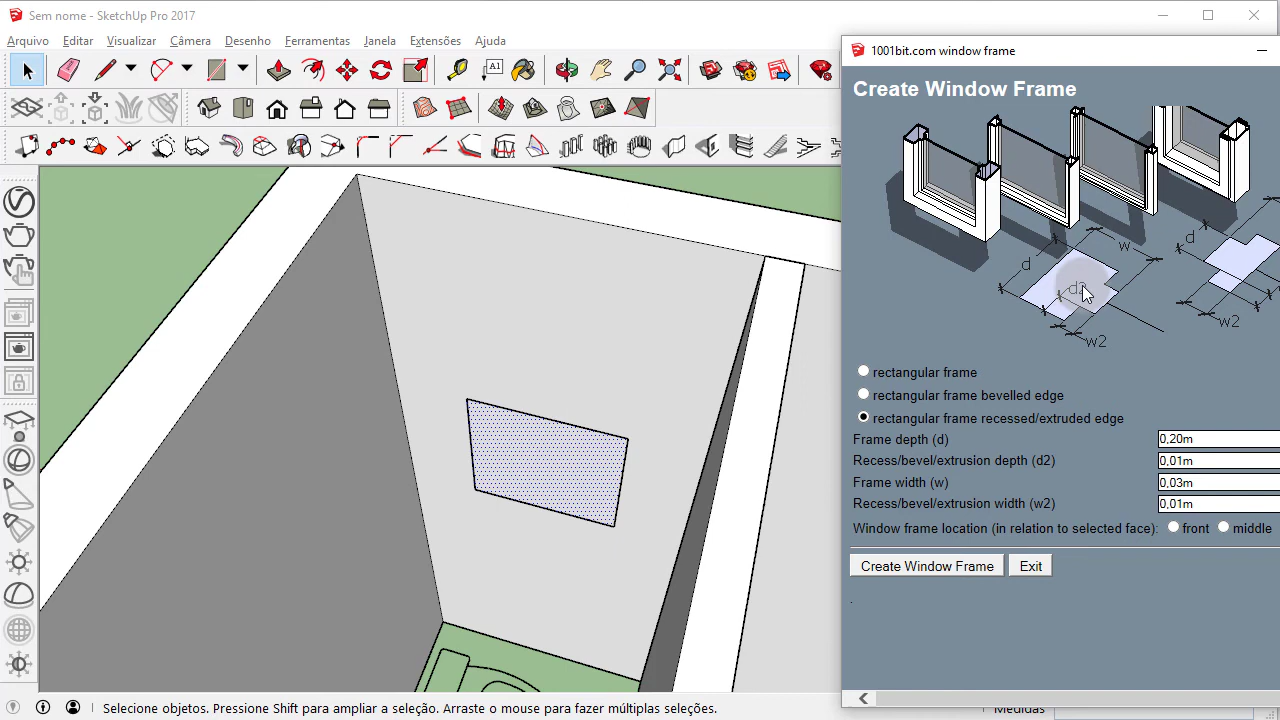 Sem nome - SketchUp Pro 2017
Arquivo Editar Visualizar Câmera Desenho Ferramentas Janela Extensões Ajuda
A1
1001bit.com window frame
Create Window Frame
w
d
d
w2
w2
rectangular frame
rectangular frame bevelled edge
rectangular frame recessed/extruded edge
Frame depth (d) 0,20m
Recess/bevel/extrusion depth (d2) 0,01m
Frame width (w) 0,03m
Recess/bevel/extrusion width (w2) 0,01m
Window frame location (in relation to selected face): front middle
Create Window Frame Exit
Selecione objetos. Pressione Shift para ampliar a seleção. Arraste o mouse para fazer múltiplas seleções.
Medidas